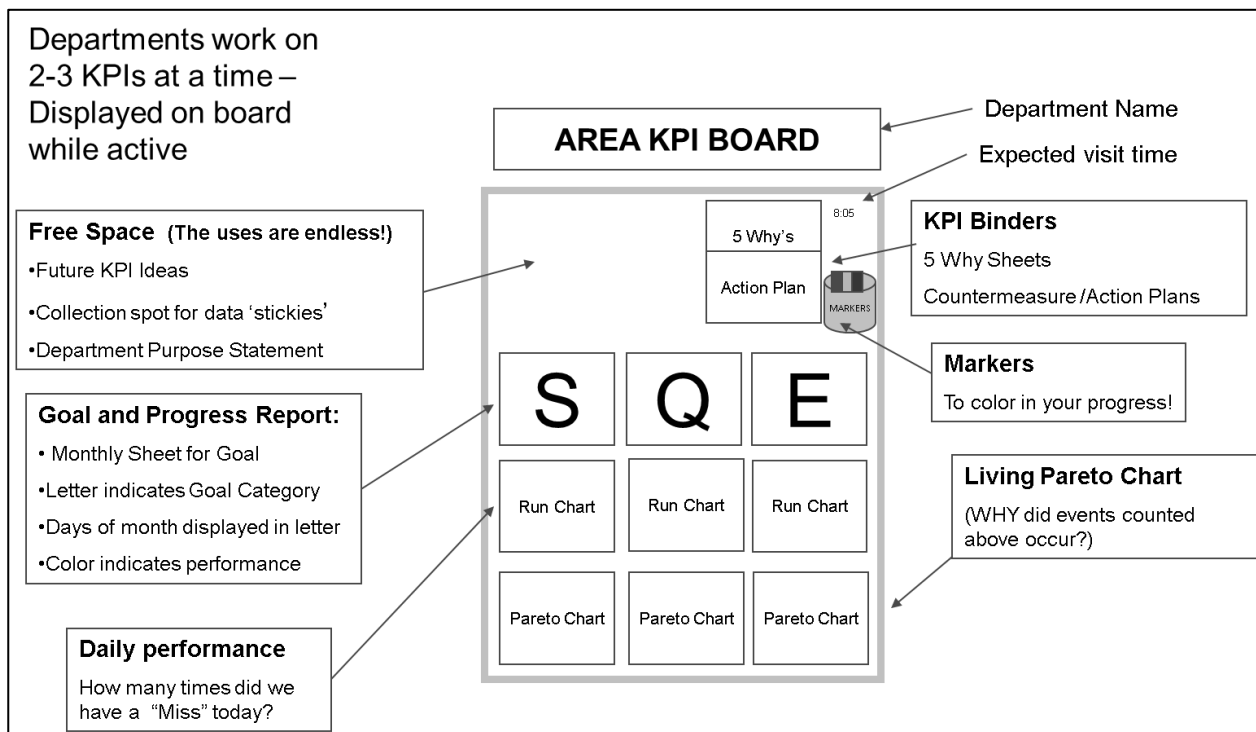 Departments work on
2-3 KPIs at a time –
Displayed on board
while active
AREA KPI BOARD
Department Name
Expected visit time
Free Space (The uses are endless!)
•Future KPI Ideas
•Collection spot for data ‘stickies’
•Department Purpose Statement
5 Why's
Action Plan
8:05
MARKERS
KPI Binders
5 Why Sheets
Countermeasure /Action Plans
Markers
To color in your progress!
Goal and Progress Report:
• Monthly Sheet for Goal
•Letter indicates Goal Category
•Days of month displayed in letter
•Color indicates performance
S Q E
Run Chart Run Chart Run Chart
Pareto Chart Pareto Chart Pareto Chart
Living Pareto Chart
(WHY did events counted
above occur?)
Daily performance
How many times did we
have a “Miss” today?